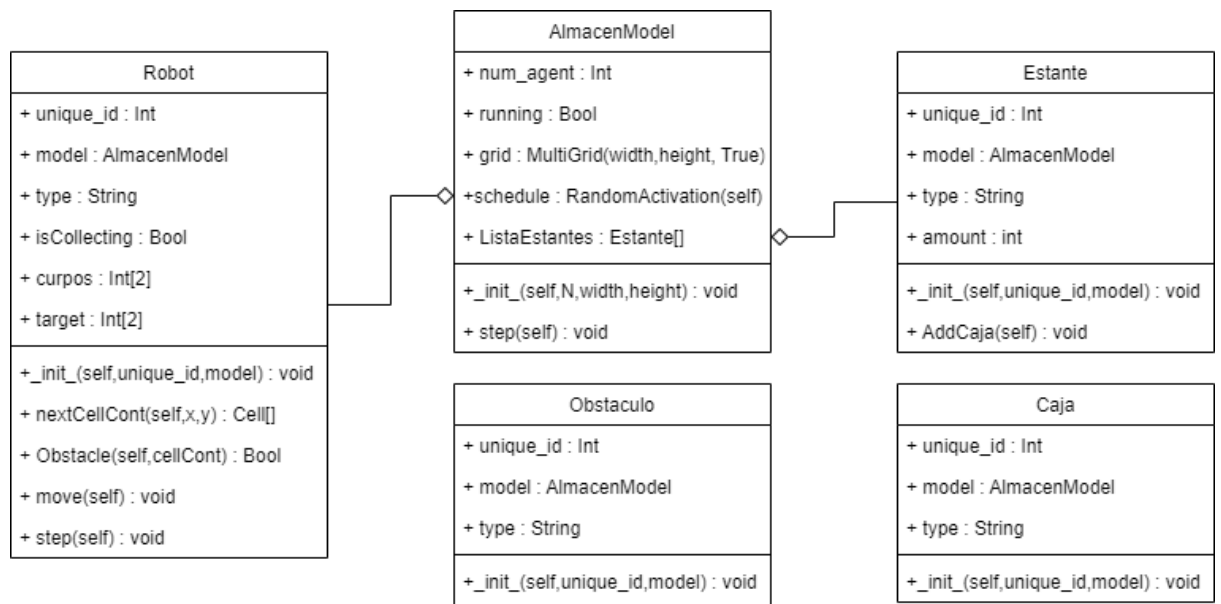 Robot
+ unique_id : Int
+ model : AlmacenModel
+ type : String
+ isCollecting : Bool
+ curpos : Int[2]
+ target : Int[2]
+_init_(self,unique_id,model) : void
+ nextCellCont(self,x,y) : Cell[]
+ Obstacle(self,cellCont) : Bool
+ move(self) : void
+ step(self) : void
AlmacenModel
+ num_agent : Int
+ running : Bool
+ grid : MultiGrid(width,height, True)
+schedule : RandomActivation(self)
+ ListaEstantes : Estante[]
+_init_(self,N,width,height) : void
+ step(self) : void
Estante
+ unique_id : Int
+ model : AlmacenModel
+ type : String
+ amount : int
+_init_(self,unique_id,model) : void
+ AddCaja(self) : void
Obstaculo
+ unique_id : Int
+ model : AlmacenModel
+ type : String
+_init_(self,unique_id,model) : void
Caja
+ unique_id : Int
+ model : AlmacenModel
+ type : String
+_init_(self,unique_id,model) : void